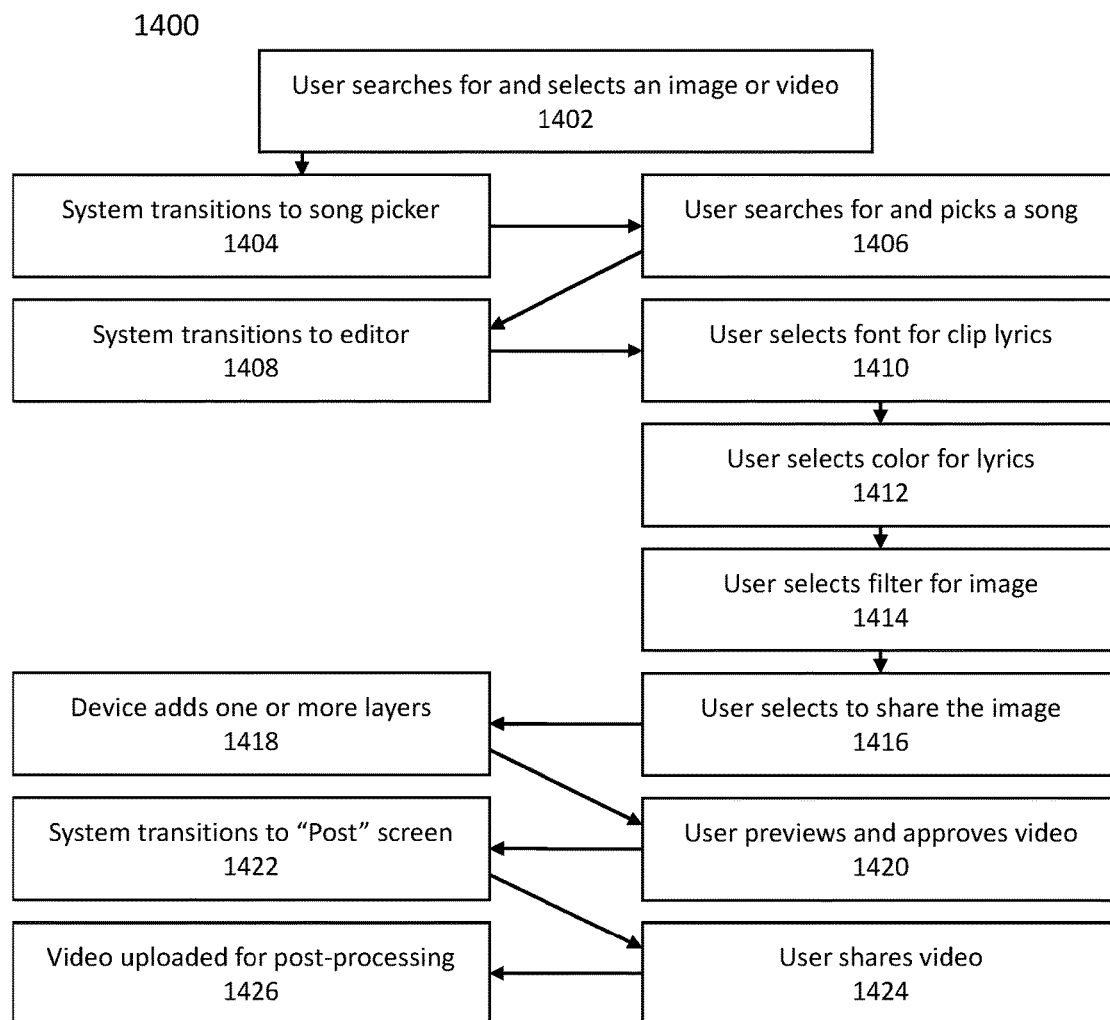 1400
User searches for and selects an image or video
1402
System transitions to song picker
1404
User searches for and picks a song
1406
System transitions to editor
1408
User selects font for clip lyrics
1410
User selects color for lyrics
1412
User selects filter for image
1414
User selects to share the image
1416
Device adds one or more layers
1418
User previews and approves video
1420
System transitions to “Post” screen
1422
User shares video
1424
Video uploaded for post-processing
1426